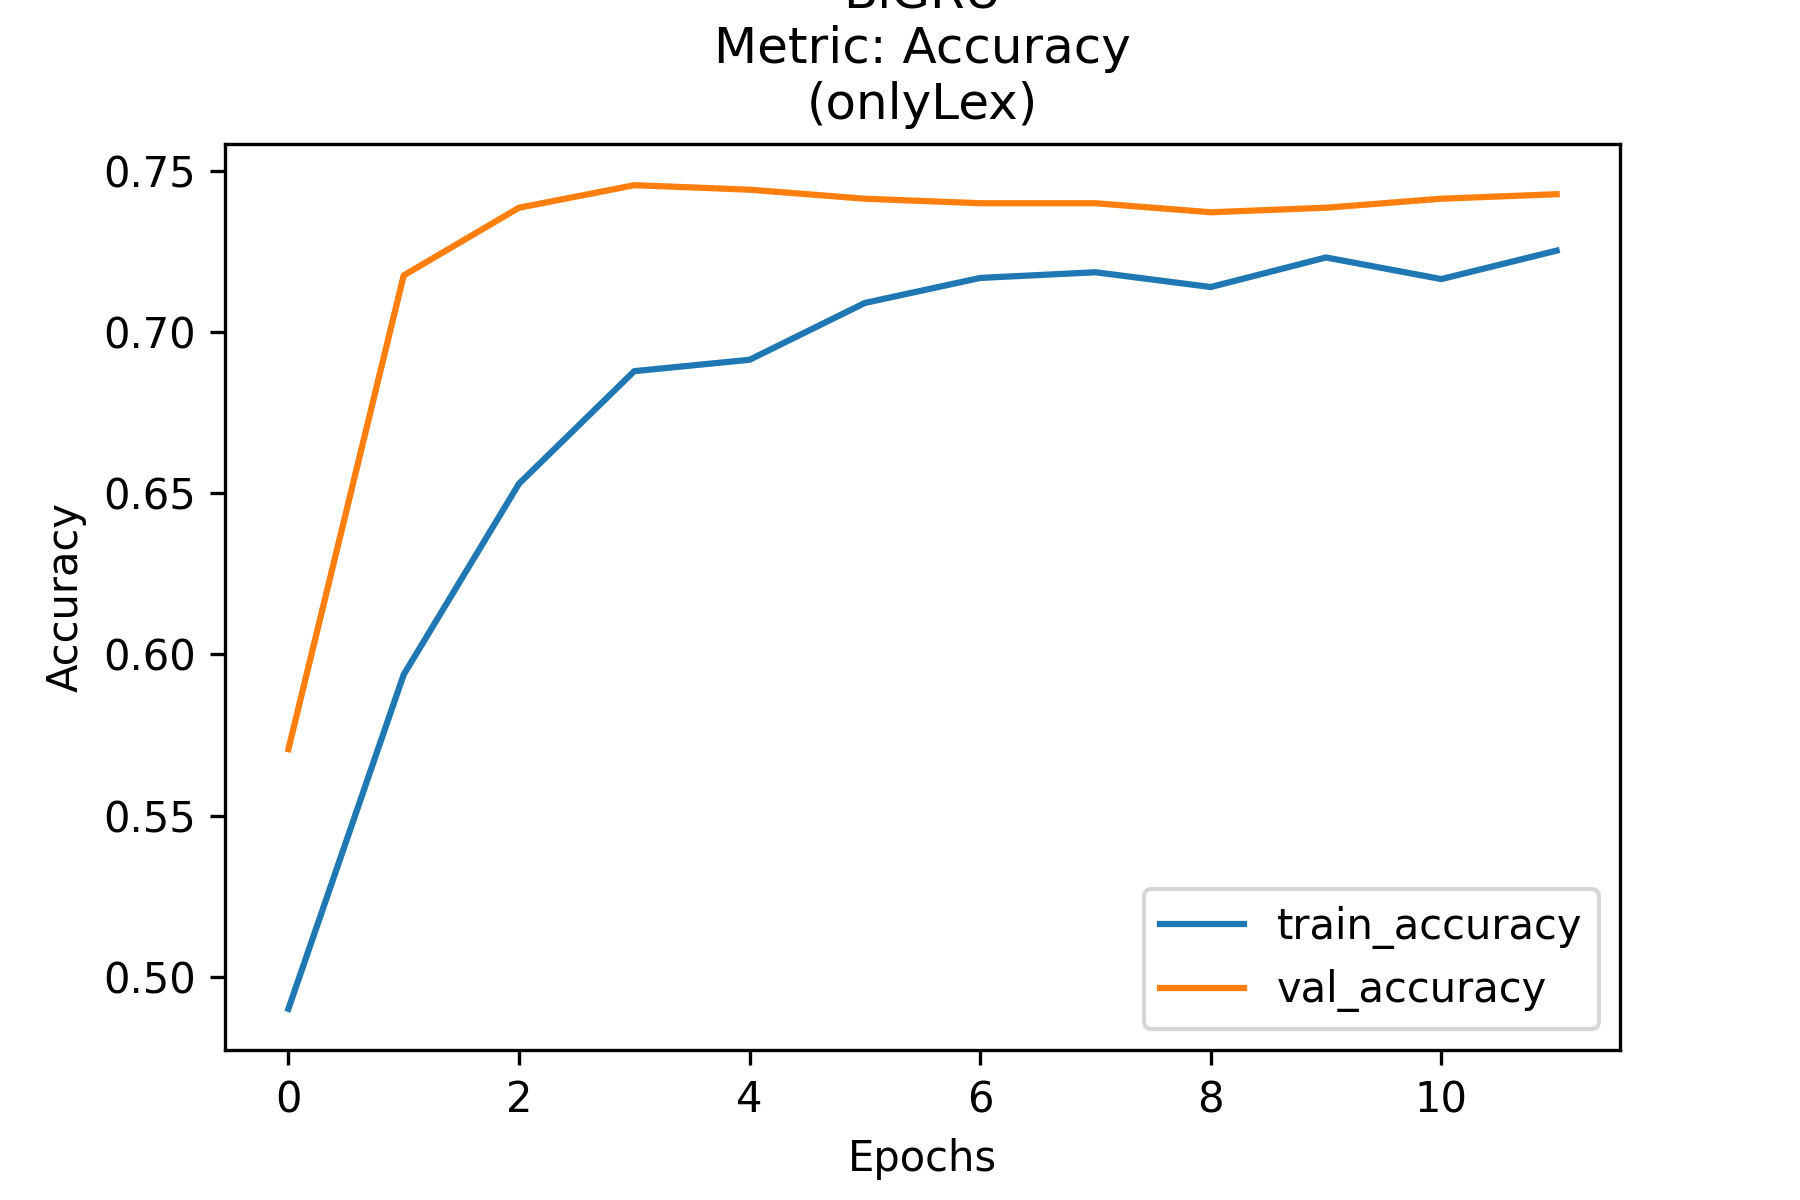 BiGRU
Metric: Accuracy
(onlyLex)
0.75
0.70
0.65
0.60
0.55
0.50
Accuracy
0 2 4 6 8 10
Epochs
train_accuracy
val_accuracy